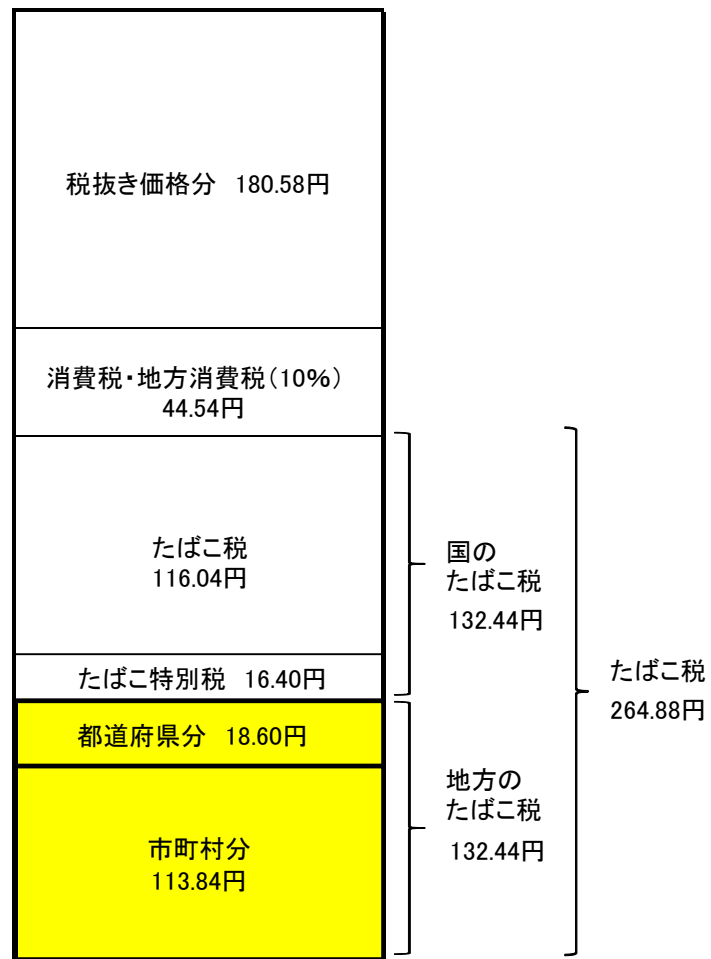 税抜き価格分 180.58円
消費税・地方消費税(10%)
44.54円
たばこ税
116.04円
たばこ特別税 16.40円
都道府県分 18.60円
市町村分
113.84円
国の
たばこ税
132.44円
地方の
たばこ税
132.44円
たばこ税
264.88円